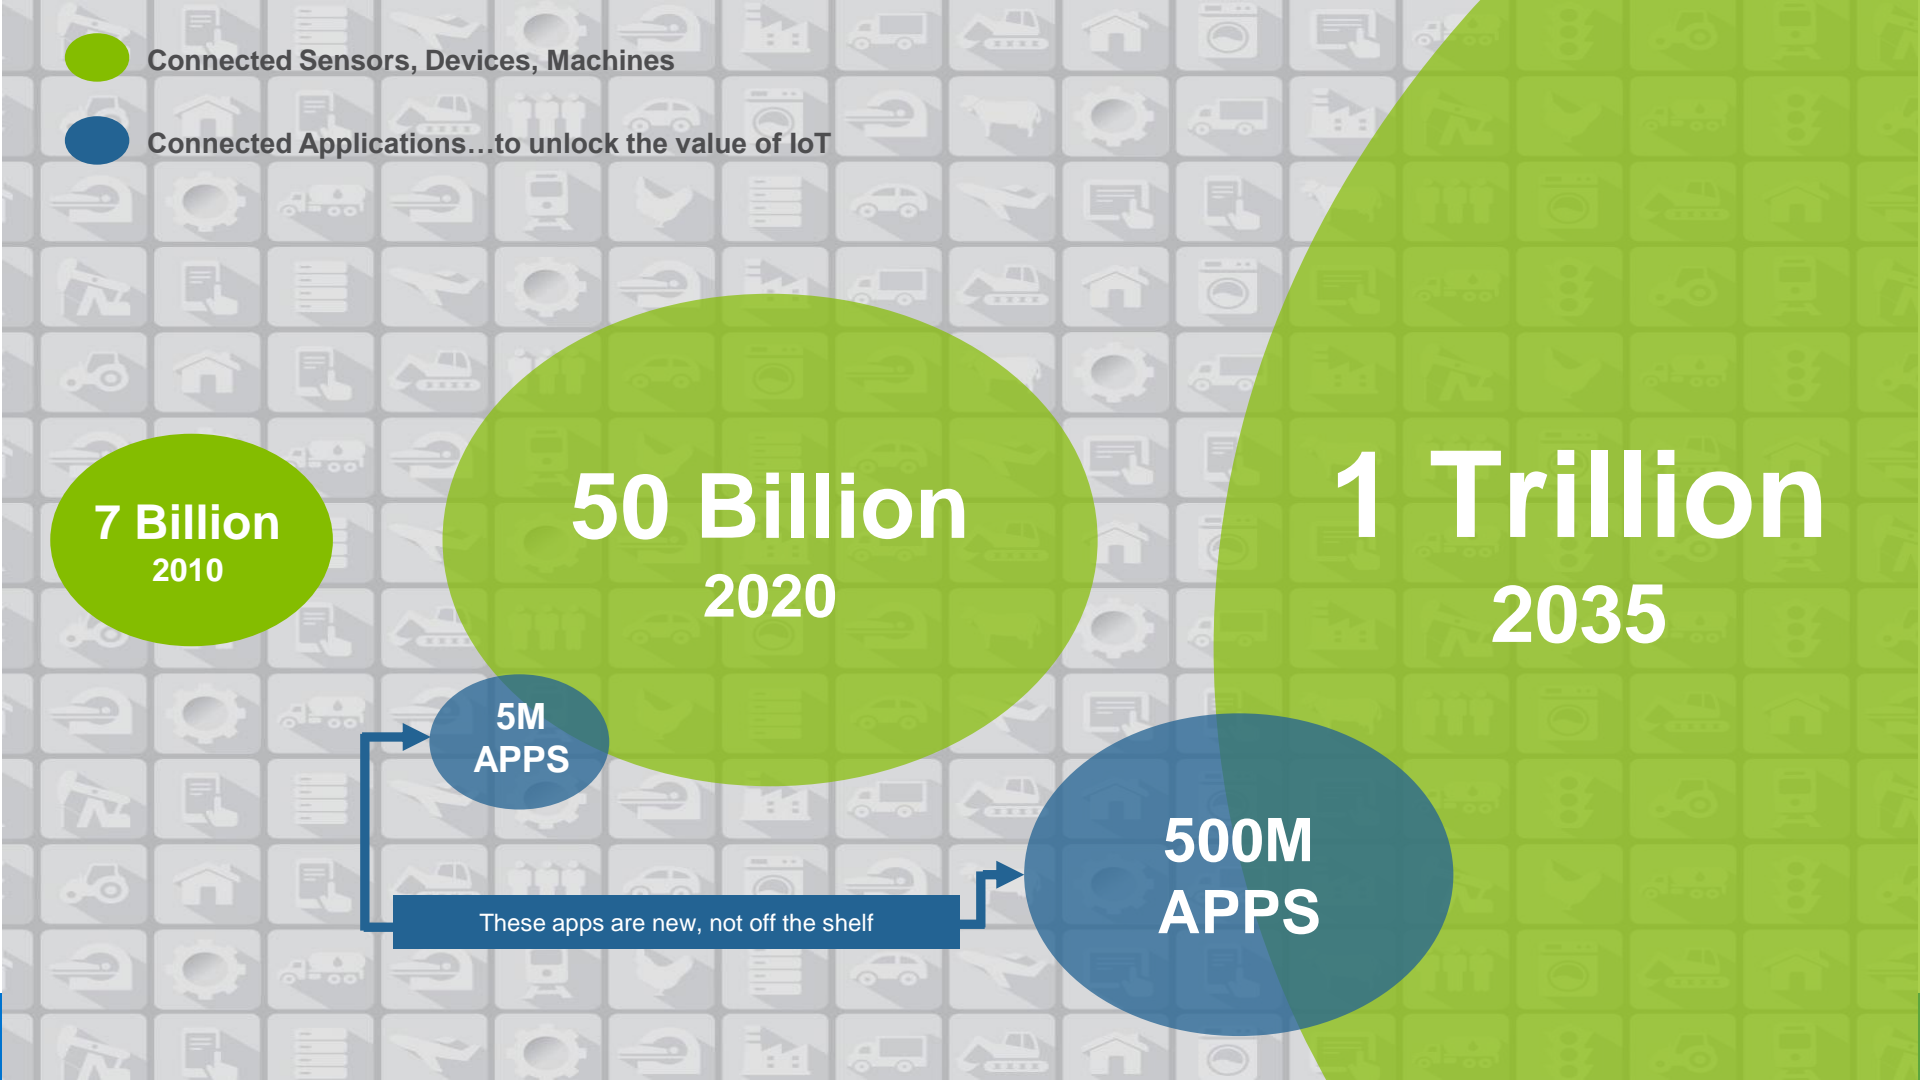 Connected Sensors, Devices, Machines
Connected Applications…to unlock the value of IoT
7 Billion
2010
50 Billion
2020
1 Trillion
2035
5M
APPS
500M
APPS
These apps are new, not off the shelf